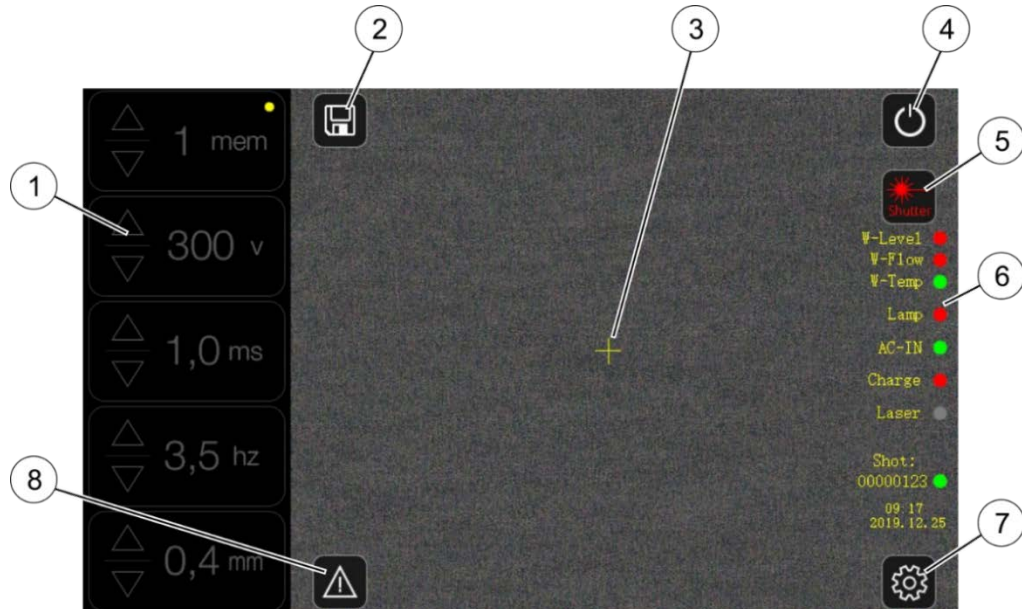 2
3
4
1 mem
5
Shutter
1
300 v
W-Level
W-Flow
W-Temp
6
Lamp
1,0 ms
AC-IN
Charge
Laser
3,5 hz
8
Shot:
00000123
09:17
2019.12.25
7
0,4 mm